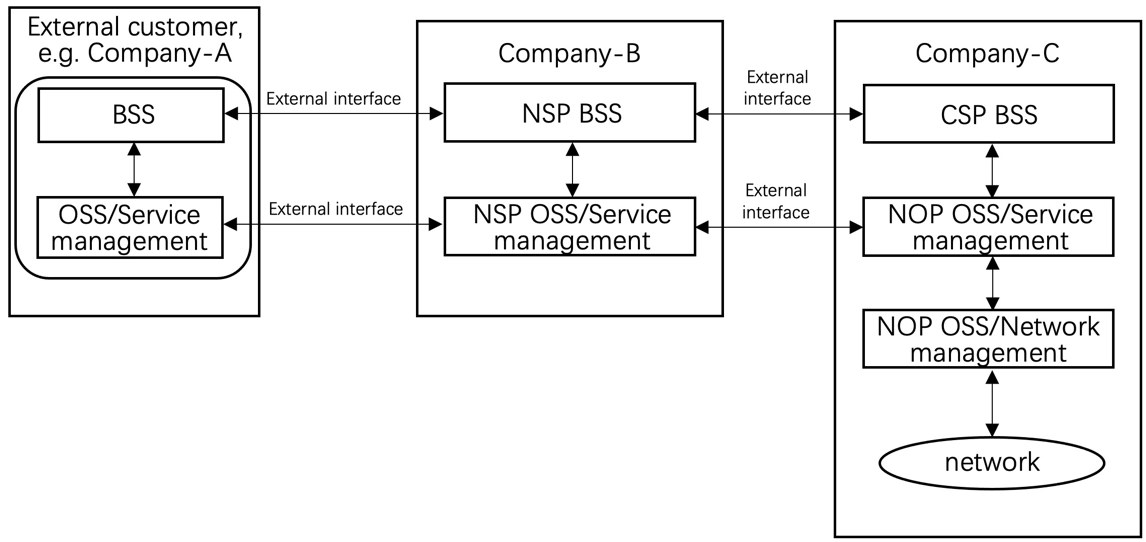 External customer,
e.g. Company-A
BSS
OSS/Service
management
External interface
External interface
Company-B
NSP BSS
NSP OSS/Service
management
External
interface
External
interface
Company-C
CSP BSS
NOP OSS/Service
management
NOP OSS/Network
management
network